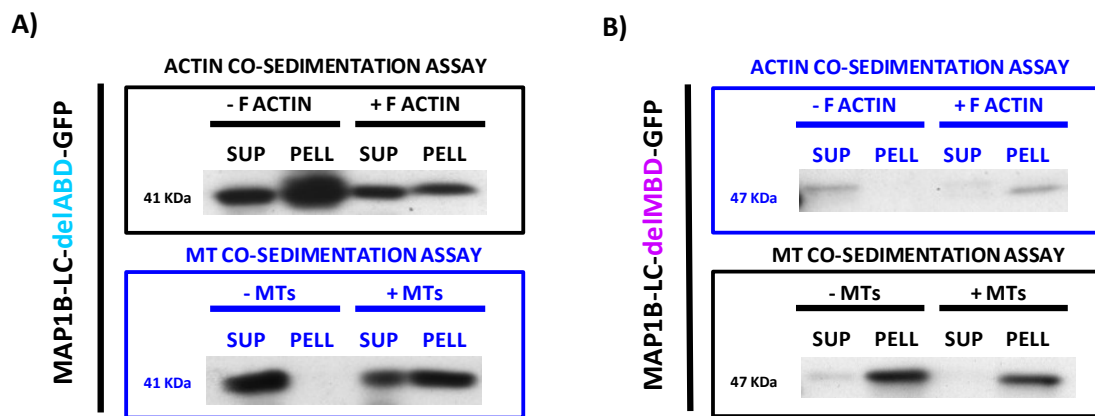 A)
MAP1B-LC-delABD-GFP
ACTIN CO-SEDIMENTATION ASSAY
- F ACTIN + F ACTIN
SUP PELL SUP PELL
41 KDa
MT CO-SEDIMENTATION ASSAY
- MTs + MTs
SUP PELL SUP PELL
41 KDa
B)
MAP1B-LC-delMBD-GFP
ACTIN CO-SEDIMENTATION ASSAY
- F ACTIN + F ACTIN
SUP PELL SUP PELL
47 KDa
MT CO-SEDIMENTATION ASSAY
- MTs + MTs
SUP PELL SUP PELL
47 KDa